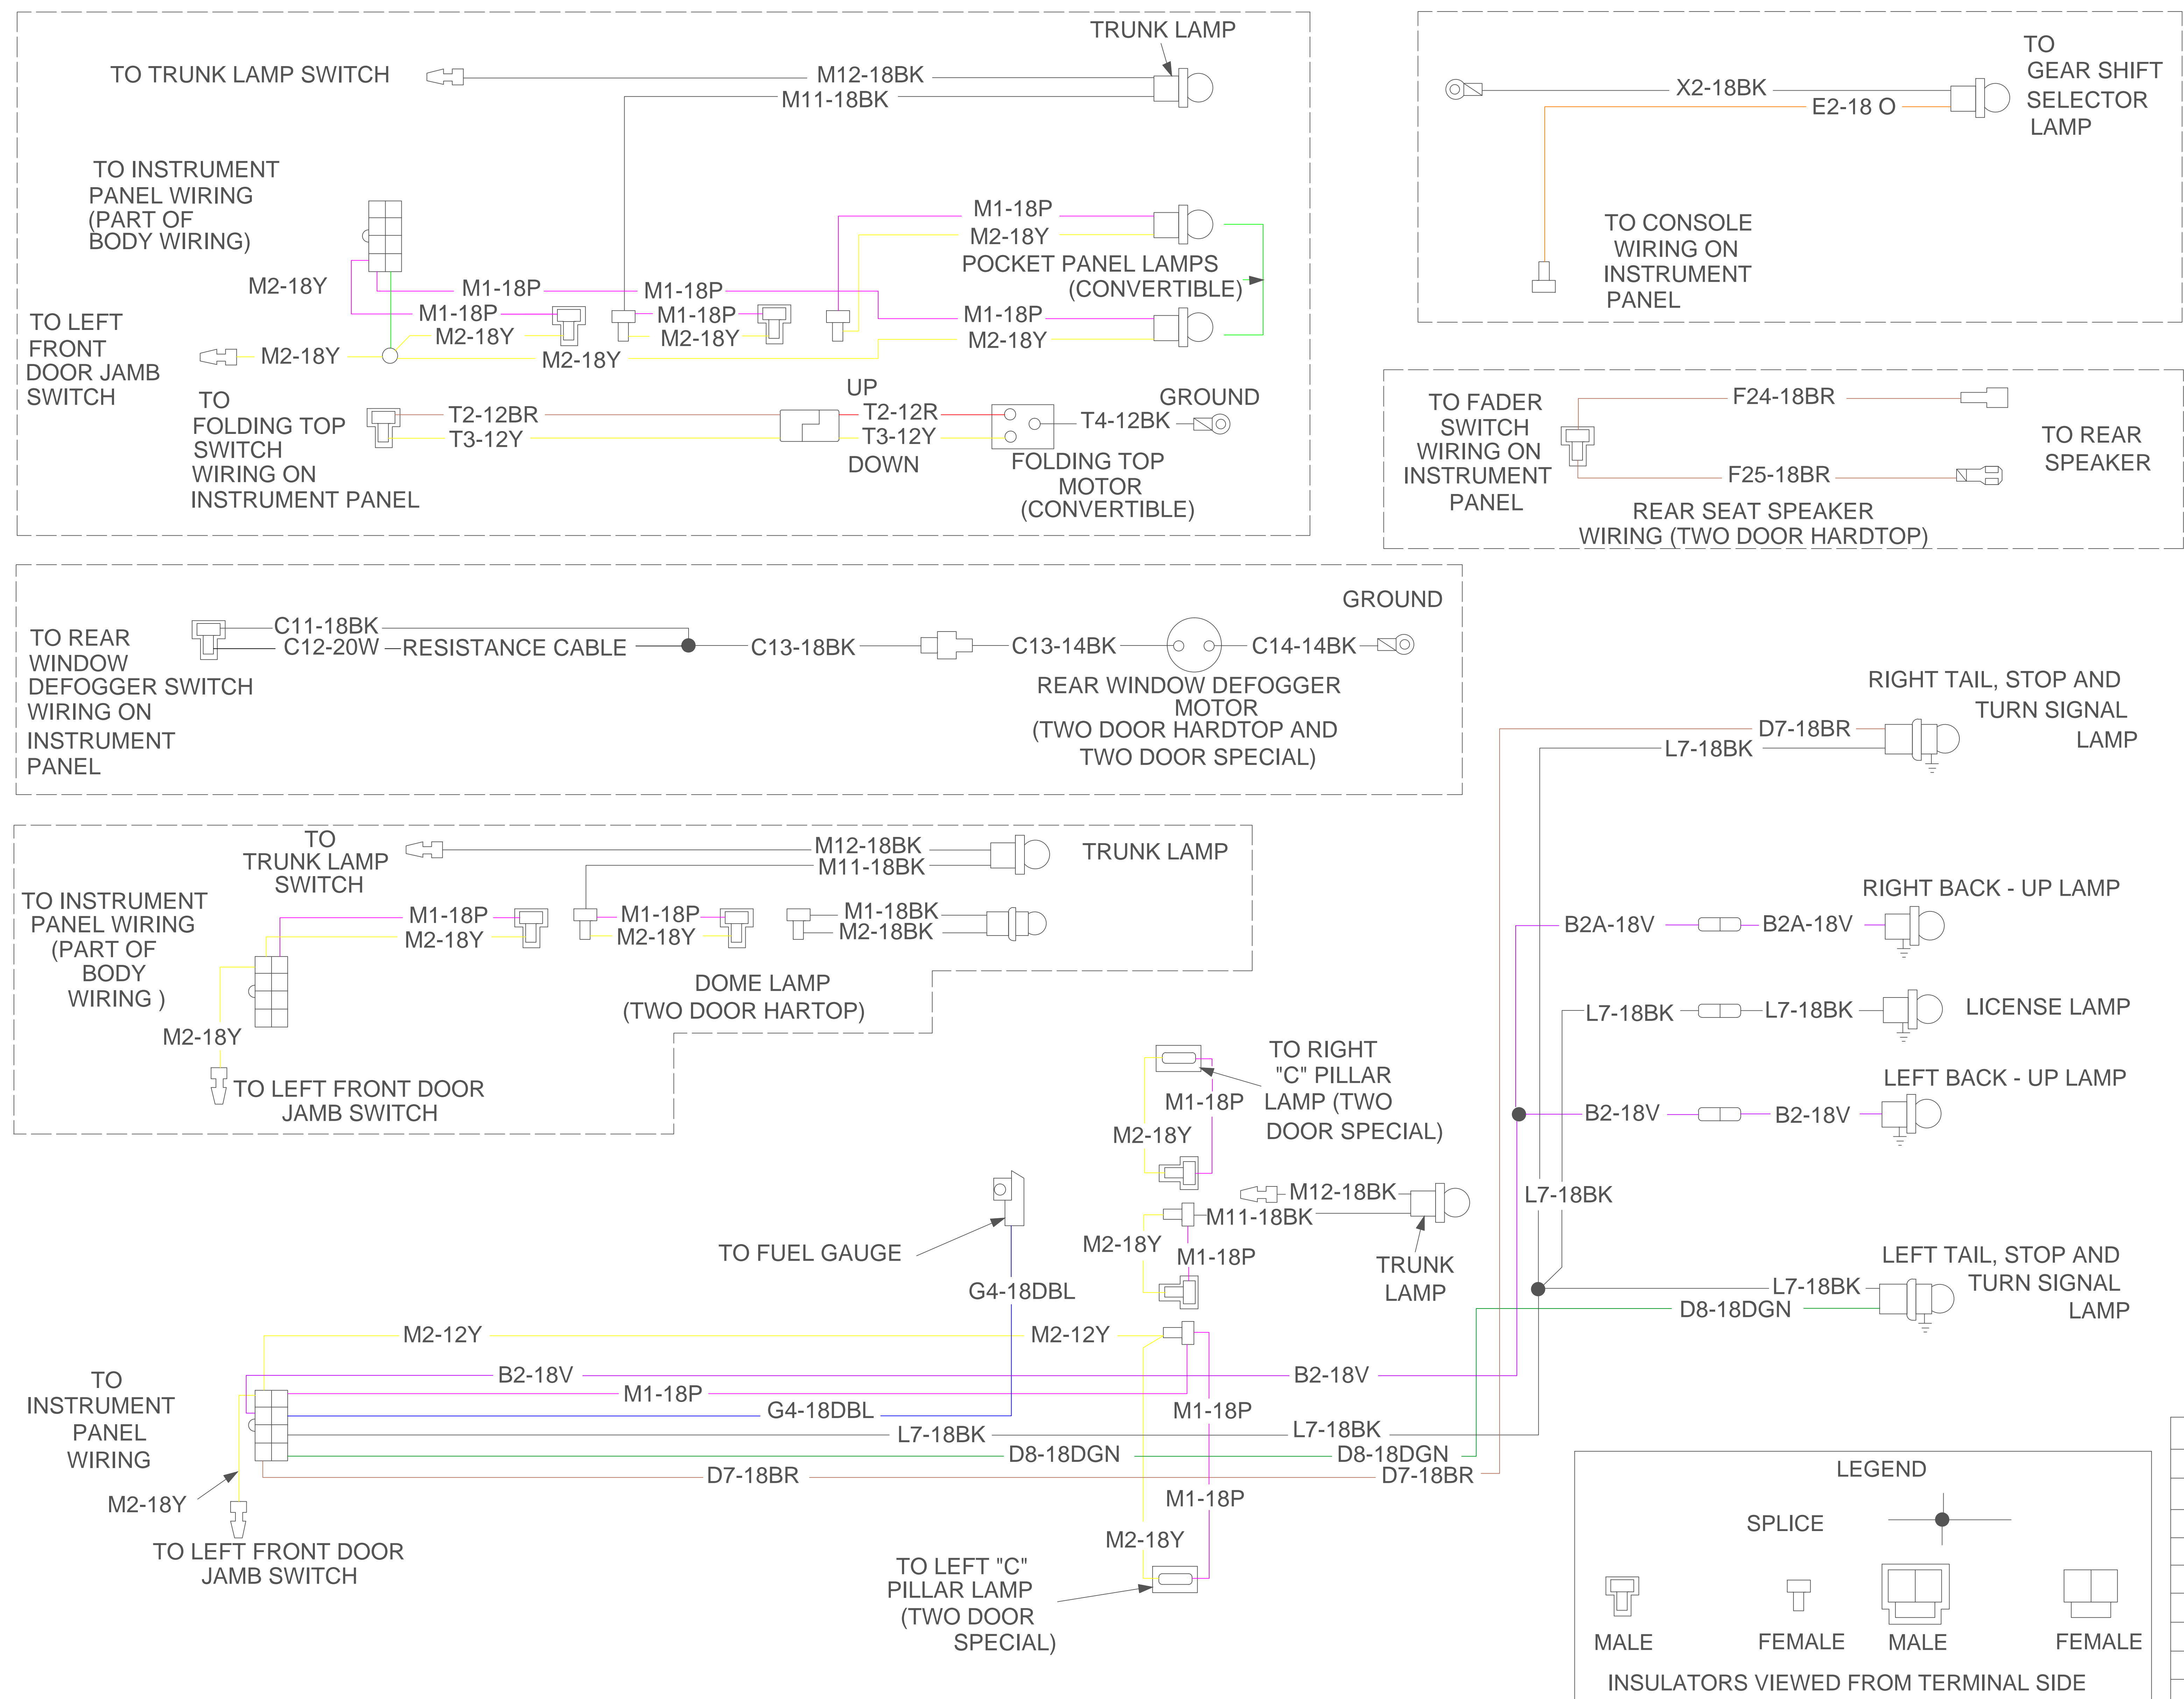 TRUNK LAMP
TO TRUNK LAMP SWITCH
M12-18BK
M11-18BK
TO INSTRUMENT
PANEL WIRING
(PART OF
BODY WIRING)
M1-18P
M2-18Y
POCKET PANEL LAMPS
(CONVERTIBLE)
M2-18Y
M1-18P
M1-18P
M1-18P
M1-18P
M1-18P
M2-18Y
M2-18Y
M2-18Y
TO LEFT
FRONT
DOOR JAMB
SWITCH
M2-18Y
M2-18Y
TO
FOLDING TOP
SWITCH
WIRING ON
INSTRUMENT PANEL
T2-12BR
T3-12Y
UP
T2-12R
T3-12Y
DOWN
GROUND
T4-12BK
FOLDING TOP
MOTOR
(CONVERTIBLE)
X2-18BK
E2-18 O
TO
GEAR SHIFT
SELECTOR
LAMP
TO CONSOLE
WIRING ON
INSTRUMENT
PANEL
TO FADER
SWITCH
WIRING ON
INSTRUMENT
PANEL
F24-18BR
F25-18BR
TO REAR
SPEAKER
REAR SEAT SPEAKER
WIRING (TWO DOOR HARDTOP)
TO REAR
WINDOW
DEFOGGER SWITCH
WIRING ON
INSTRUMENT
PANEL
C11-18BK
C12-20W
RESISTANCE CABLE
C13-18BK
C13-14BK
C14-14BK
GROUND
REAR WINDOW DEFOGGER
MOTOR
(TWO DOOR HARDTOP AND
TWO DOOR SPECIAL)
TO
TRUNK LAMP
SWITCH
M12-18BK
M11-18BK
TRUNK LAMP
TO INSTRUMENT
PANEL WIRING
(PART OF
BODY
WIRING )
M1-18P
M2-18Y
M1-18P
M2-18Y
M1-18BK
M2-18BK
DOME LAMP
(TWO DOOR HARTOP)
M2-18Y
TO LEFT FRONT DOOR
JAMB SWITCH
RIGHT TAIL, STOP AND
TURN SIGNAL
LAMP
D7-18BR
L7-18BK
RIGHT BACK - UP LAMP
B2A-18V
B2A-18V
L7-18BK
L7-18BK
LICENSE LAMP
LEFT BACK - UP LAMP
B2-18V
B2-18V
L7-18BK
LEFT TAIL, STOP AND
TURN SIGNAL
LAMP
L7-18BK
D8-18DGN
TO RIGHT
"C" PILLAR
LAMP (TWO
DOOR SPECIAL)
M1-18P
M2-18Y
M12-18BK
M11-18BK
M2-18Y
M1-18P
TRUNK
LAMP
TO FUEL GAUGE
G4-18DBL
M2-12Y
M2-12Y
TO
INSTRUMENT
PANEL
WIRING
B2-18V
B2-18V
M1-18P
G4-18DBL
M1-18P
L7-18BK
L7-18BK
D8-18DGN
D8-18DGN
D7-18BR
D7-18BR
M2-18Y
TO LEFT FRONT DOOR
JAMB SWITCH
M1-18P
M2-18Y
TO LEFT "C"
PILLAR LAMP
(TWO DOOR
SPECIAL)
LEGEND
SPLICE
MALE
FEMALE
MALE
FEMALE
INSULATORS VIEWED FROM TERMINAL SIDE